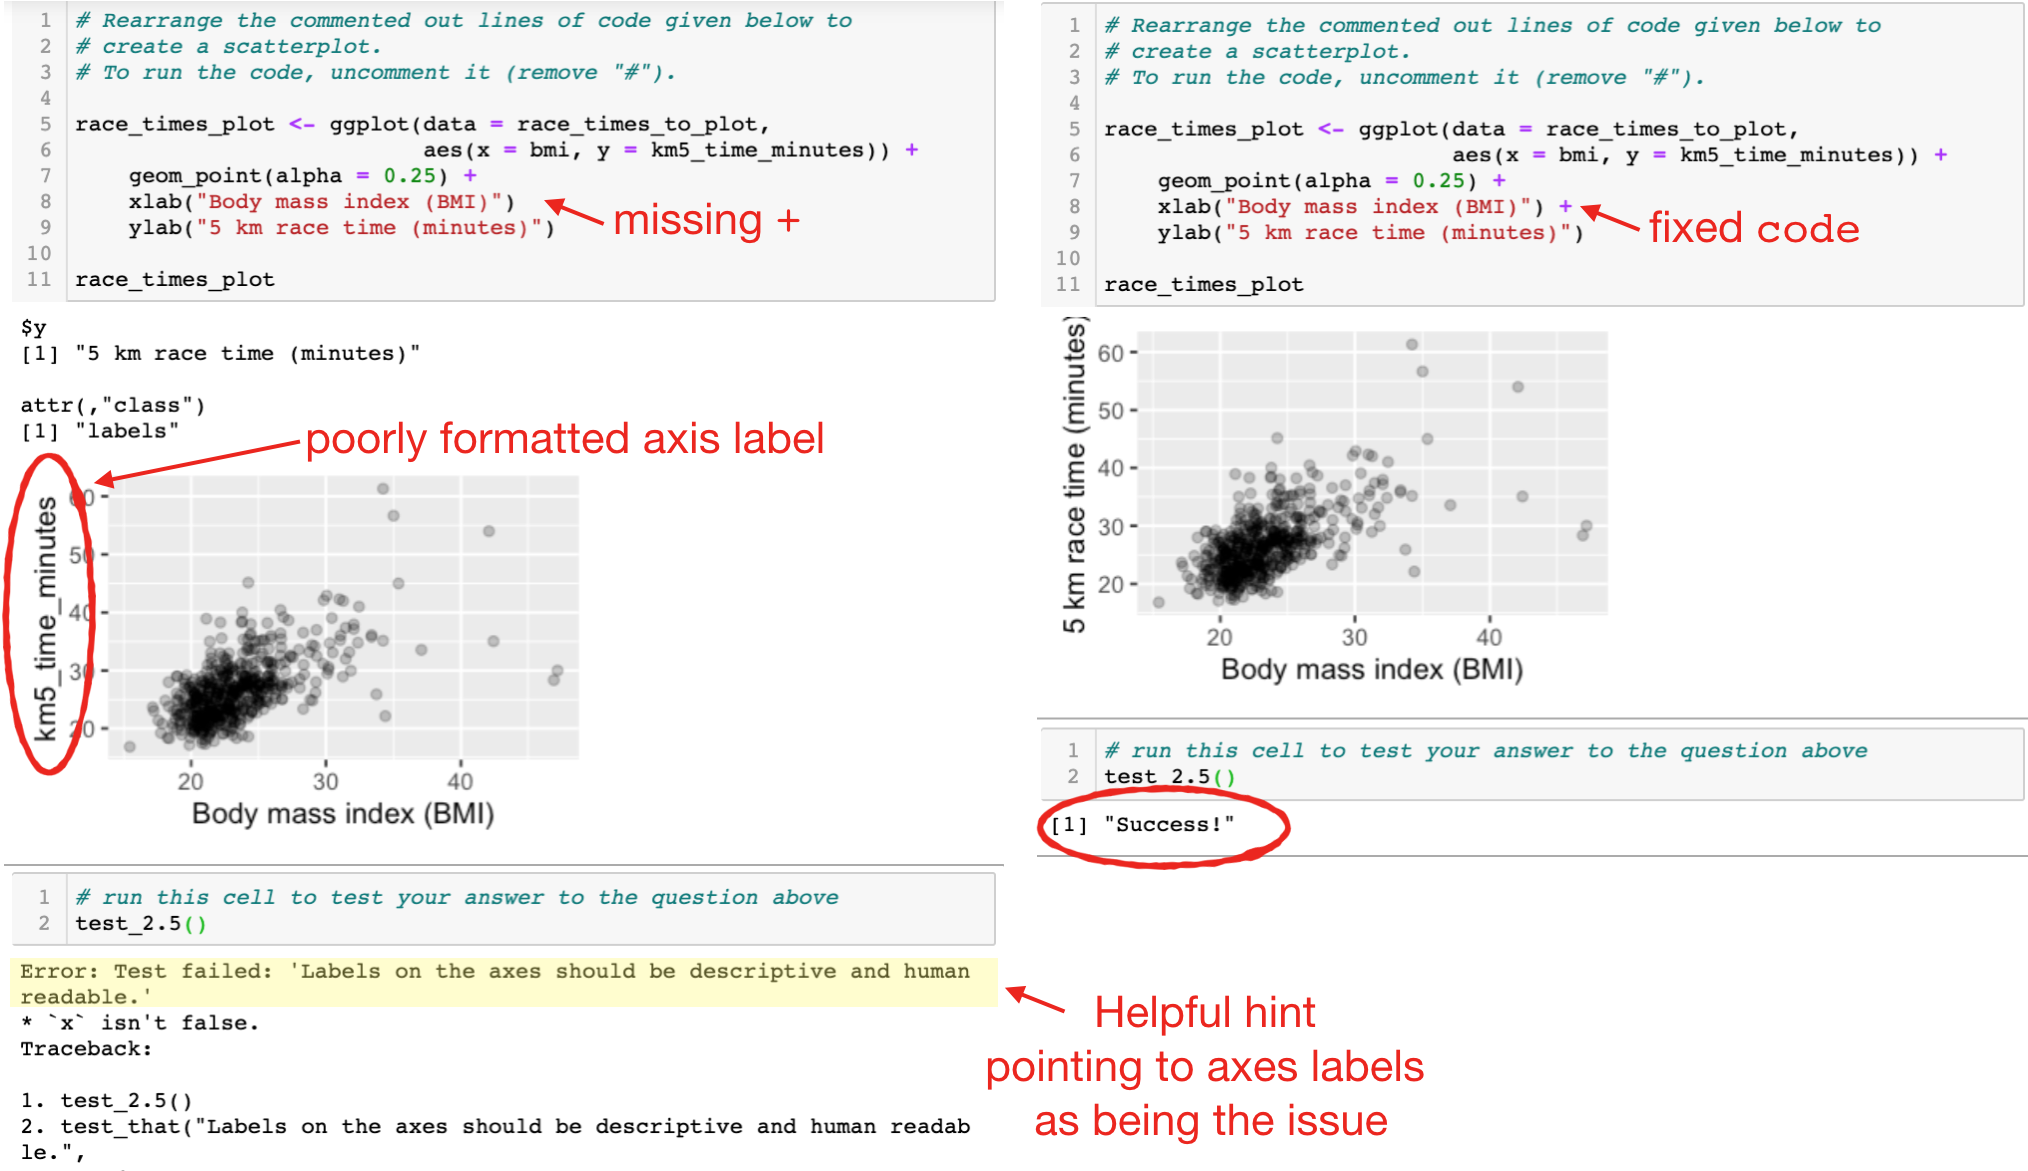 1 # Rearrange the commented out lines of code given below to
2 # create a scatterplot.
3 # To run the code, uncomment it (remove "#").
4
5 race_times_plot <- ggplot(data = race_times_to_plot,
6 aes(x = bmi, y = km5_time_minutes)) +
7 geom_point(alpha = 0.25) +
8 xlab("Body mass index (BMI)")
9 ylab("5 km race time (minutes)")
10
11 race_times_plot
missing +
$y
[1] "5 km race time (minutes)"
attr(,"class")
[1] "labels"
poorly formatted axis label
km5_time_minutes
60
50
40
30
20
20 30 40
Body mass index (BMI)
1 # run this cell to test your answer to the question above
2 test_2.5()
Error: Test failed: 'Labels on the axes should be descriptive and human
readable.'
* `x` isn't false.
Traceback:
1. test_2.5()
2. test_that("Labels on the axes should be descriptive and human readab
le.",
Helpful hint
pointing to axes labels
as being the issue
1 # Rearrange the commented out lines of code given below to
2 # create a scatterplot.
3 # To run the code, uncomment it (remove "#").
4
5 race_times_plot <- ggplot(data = race_times_to_plot,
6 aes(x = bmi, y = km5_time_minutes)) +
7 geom_point(alpha = 0.25) +
8 xlab("Body mass index (BMI)") +
9 ylab("5 km race time (minutes)")
10
11 race_times_plot
fixed code
5 km race time (minutes)
60
50
40
30
20
20 30 40
Body mass index (BMI)
1 # run this cell to test your answer to the question above
2 test_2.5()
[1] "Success!"